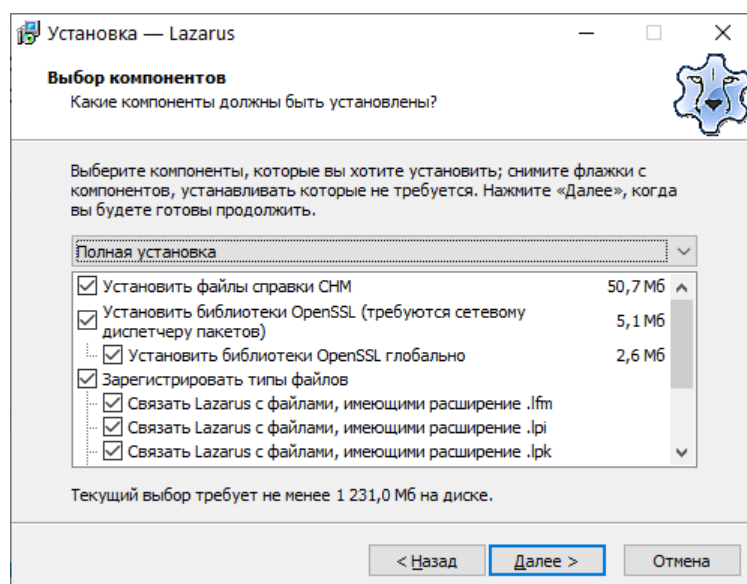 Установка — Lazarus
Выбор компонентов
Какие компоненты должны быть установлены?
Выберите компоненты, которые вы хотите установить; снимите флажки с
компонентов, устанавливать которые не требуется. Нажмите «Далее», когда
вы будете готовы продолжить.
Полная установка
Установить файлы справки CHM 50,7 Мб
Установить библиотеки OpenSSL (требуются сетевому
диспетчеру пакетов) 5,1 Мб
Установить библиотеки OpenSSL глобально 2,6 Мб
Зарегистрировать типы файлов
Связать Lazarus с файлами, имеющими расширение .lfm
Связать Lazarus с файлами, имеющими расширение .lpi
Связать Lazarus с файлами, имеющими расширение .lpk
Текущий выбор требует не менее 1 231,0 Мб на диске.
< Назад Далее > Отмена